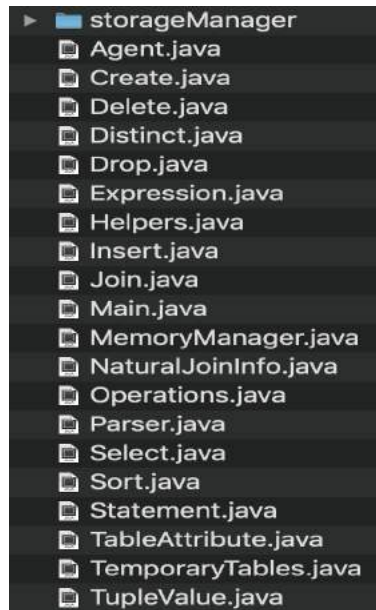 storageManager
Agent.java
Create.java
Delete.java
Distinct.java
Drop.java
Expression.java
Helpers.java
Insert.java
Join.java
Main.java
MemoryManager.java
NaturalJoinInfo.java
Operations.java
Parser.java
Select.java
Sort.java
Statement.java
TableAttribute.java
TemporaryTables.java
TupleValue.java